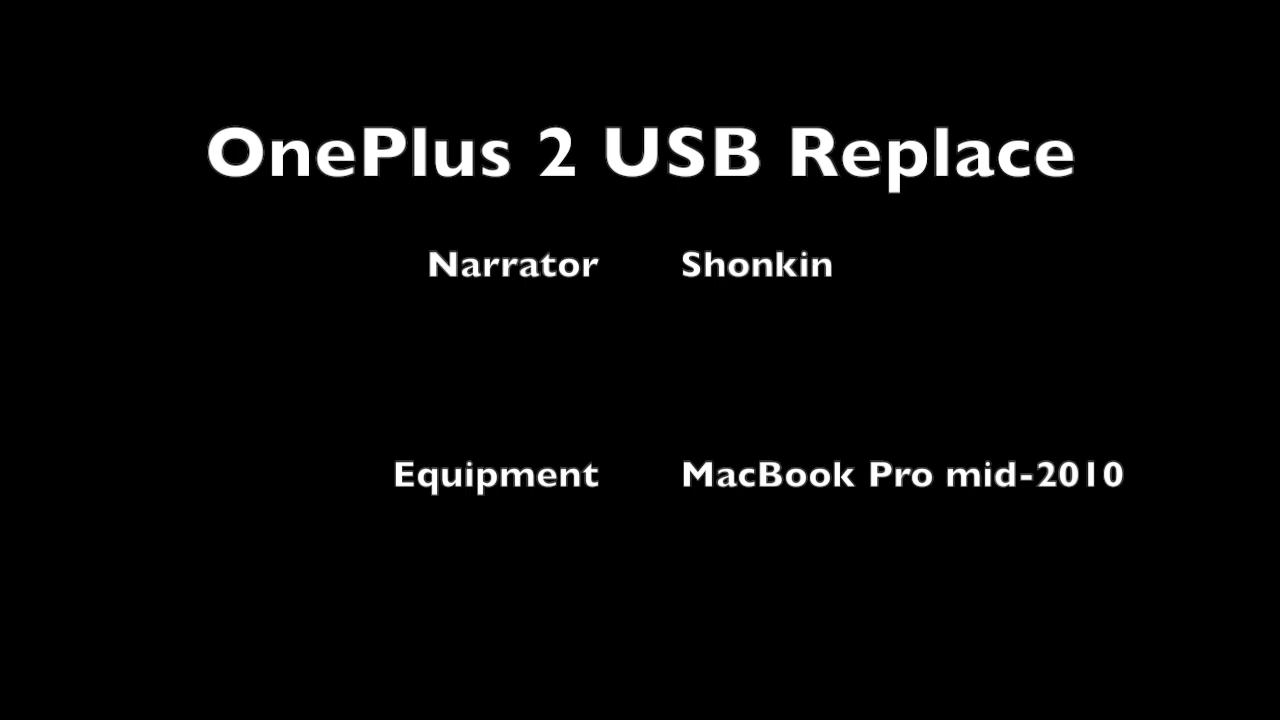 OnePlus 2 USB Replace
Narrator Shonkin
Equipment MacBook Pro mid-2010